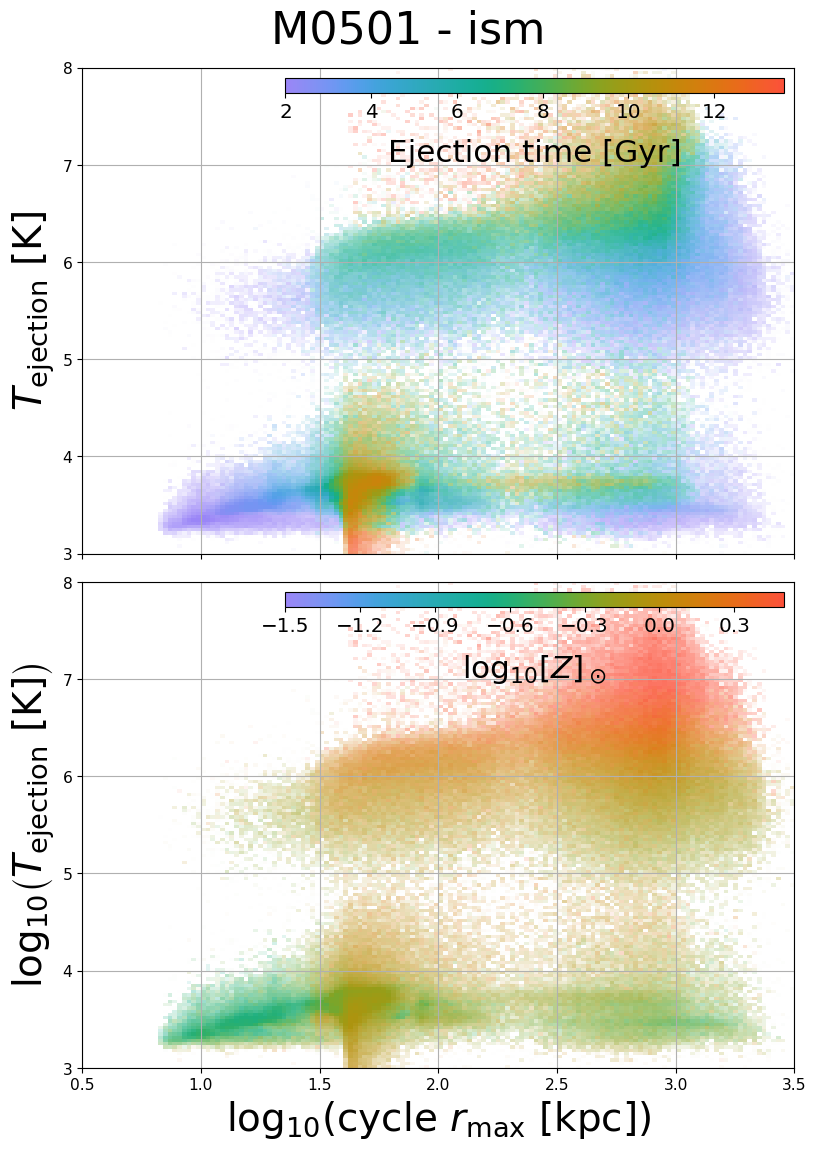 M0501 - ism
8
2 4 6 8 10 12
Ejection time [Gyr]
7
6
5
4
3
T_ejection [K]
8
−1.5 −1.2 −0.9 −0.6 −0.3 0.0 0.3
log₁₀[Z]⊙
7
6
5
4
3
log₁₀(T_ejection [K])
0.5 1.0 1.5 2.0 2.5 3.0 3.5
log₁₀(cycle r_max [kpc])